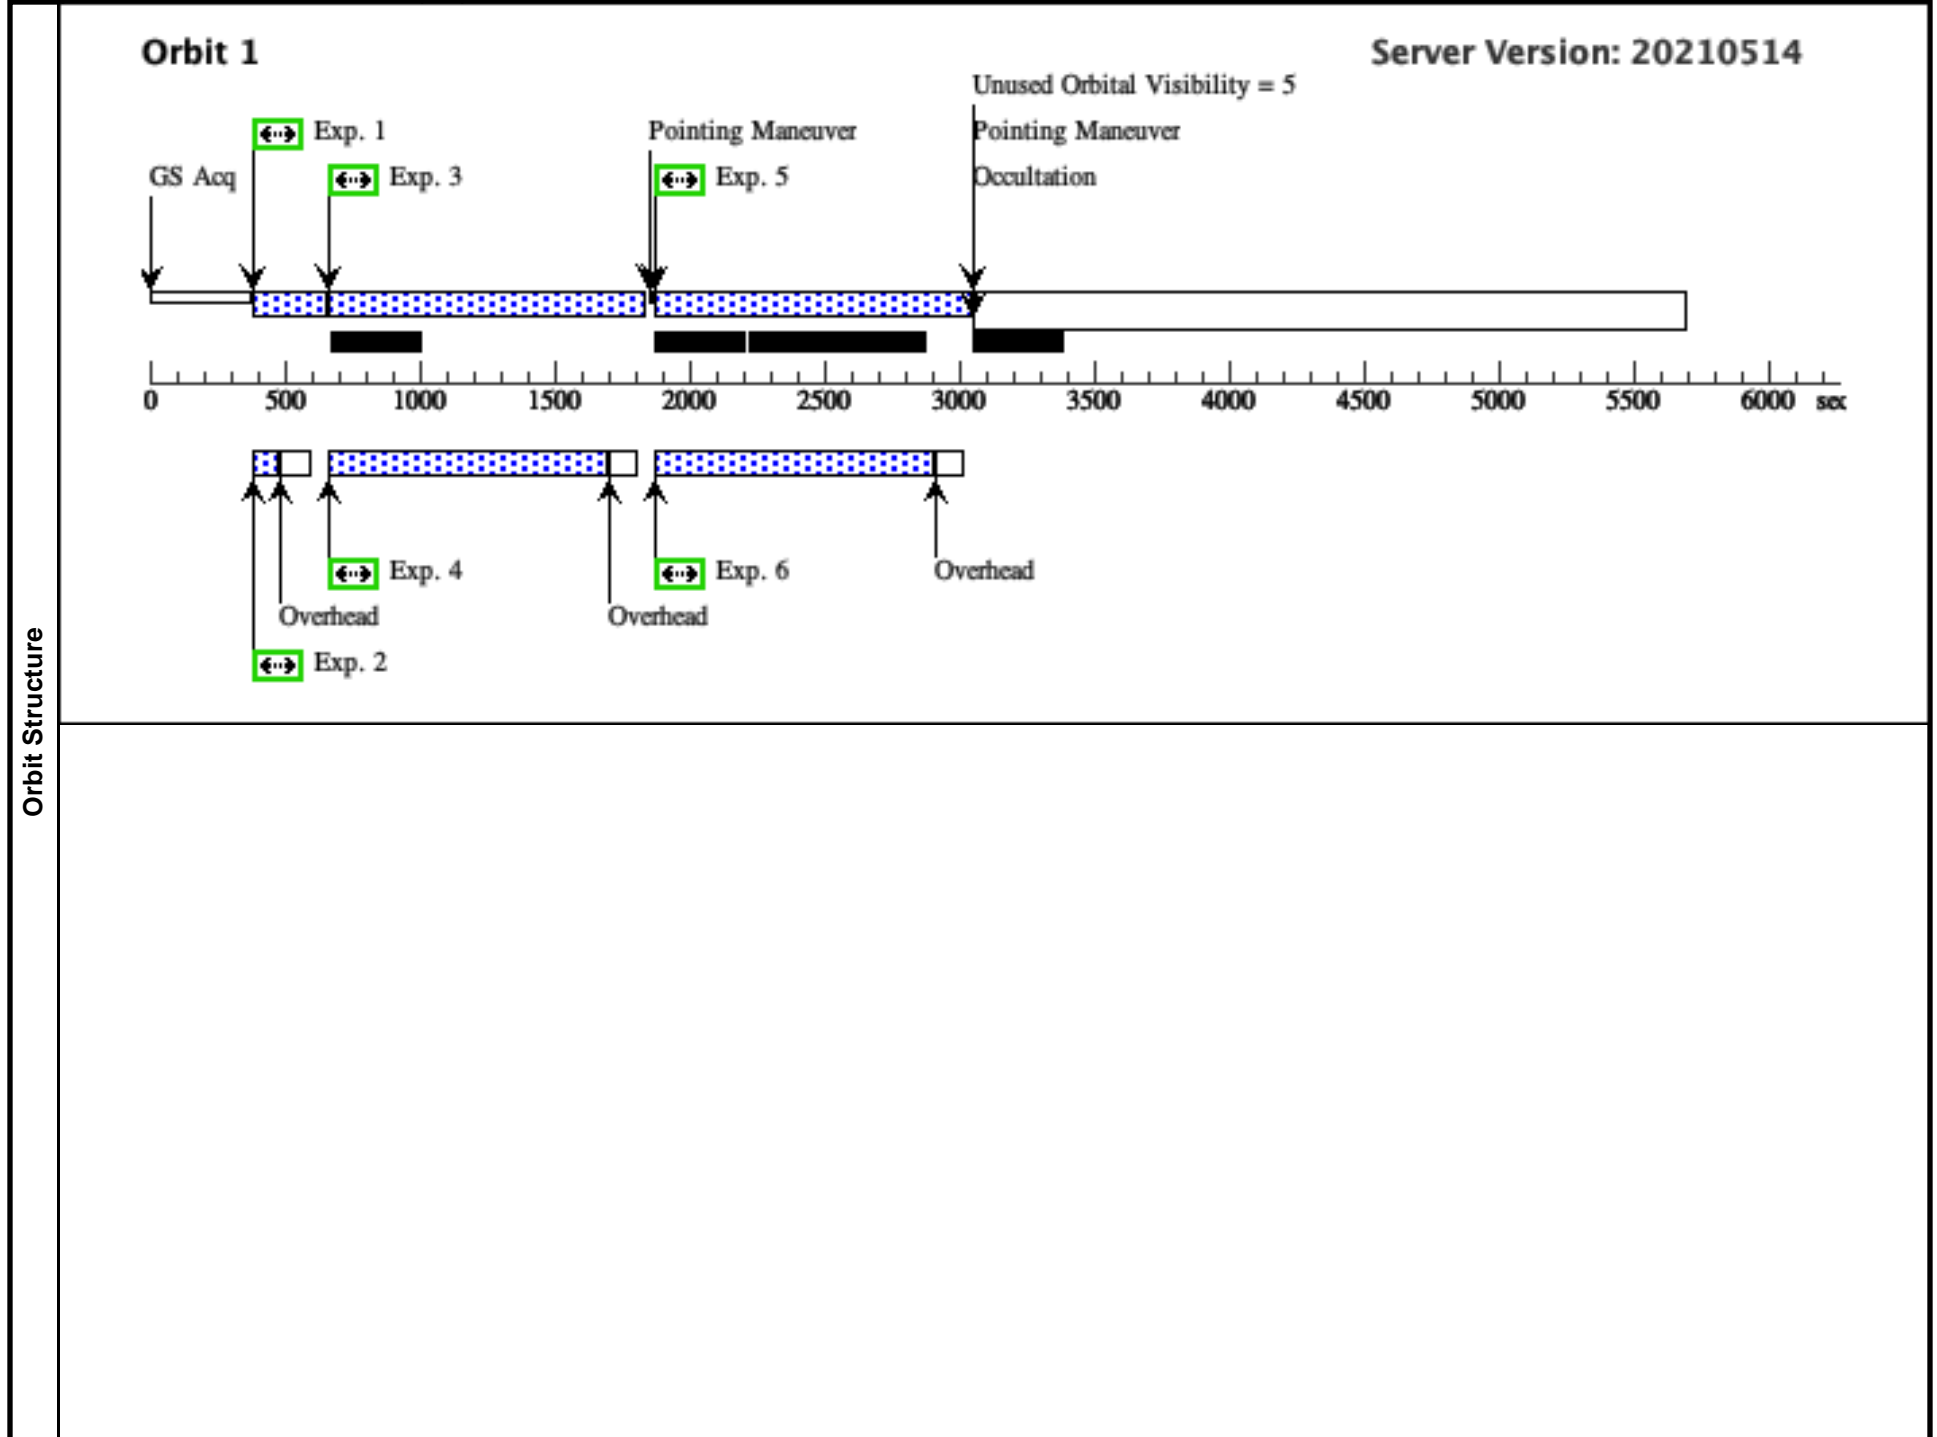 Orbit 1
Server Version: 20210514
Unused Orbital Visibility = 5
Exp. 1
Pointing Maneuver
Pointing Maneuver
GS Acq
Exp. 3
Exp. 5
Occultation
0 500 1000 1500 2000 2500 3000 3500 4000 4500 5000 5500 6000 sec
Exp. 4
Exp. 6
Overhead
Overhead
Overhead
Exp. 2
Orbit Structure